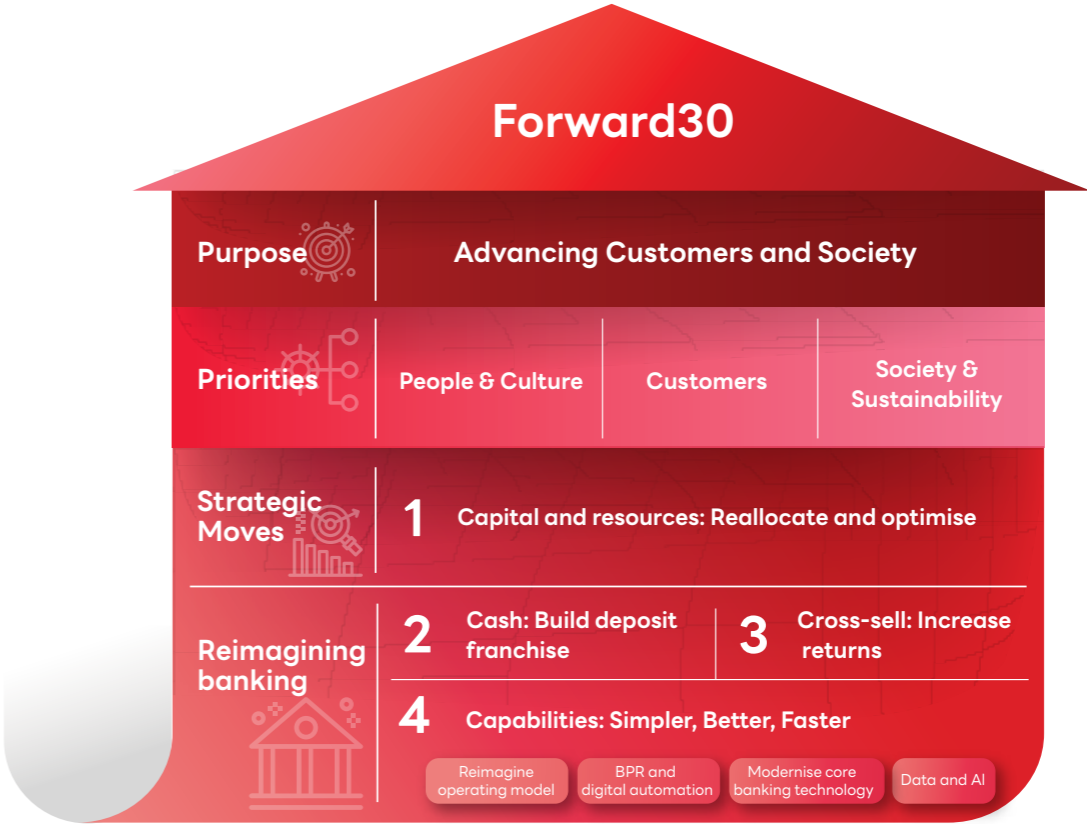 Forward30
Purpose
Advancing Customers and Society
Priorities
People & Culture
Customers
Society &
Sustainability
Strategic
Moves
1
Capital and resources: Reallocate and optimise
Reimagining
banking
2
Cash: Build deposit
franchise
3
Cross-sell: Increase
returns
4
Capabilities: Simpler, Better, Faster
Reimagine
operating model
BPR and
digital automation
Modernise core
banking technology
Data and AI